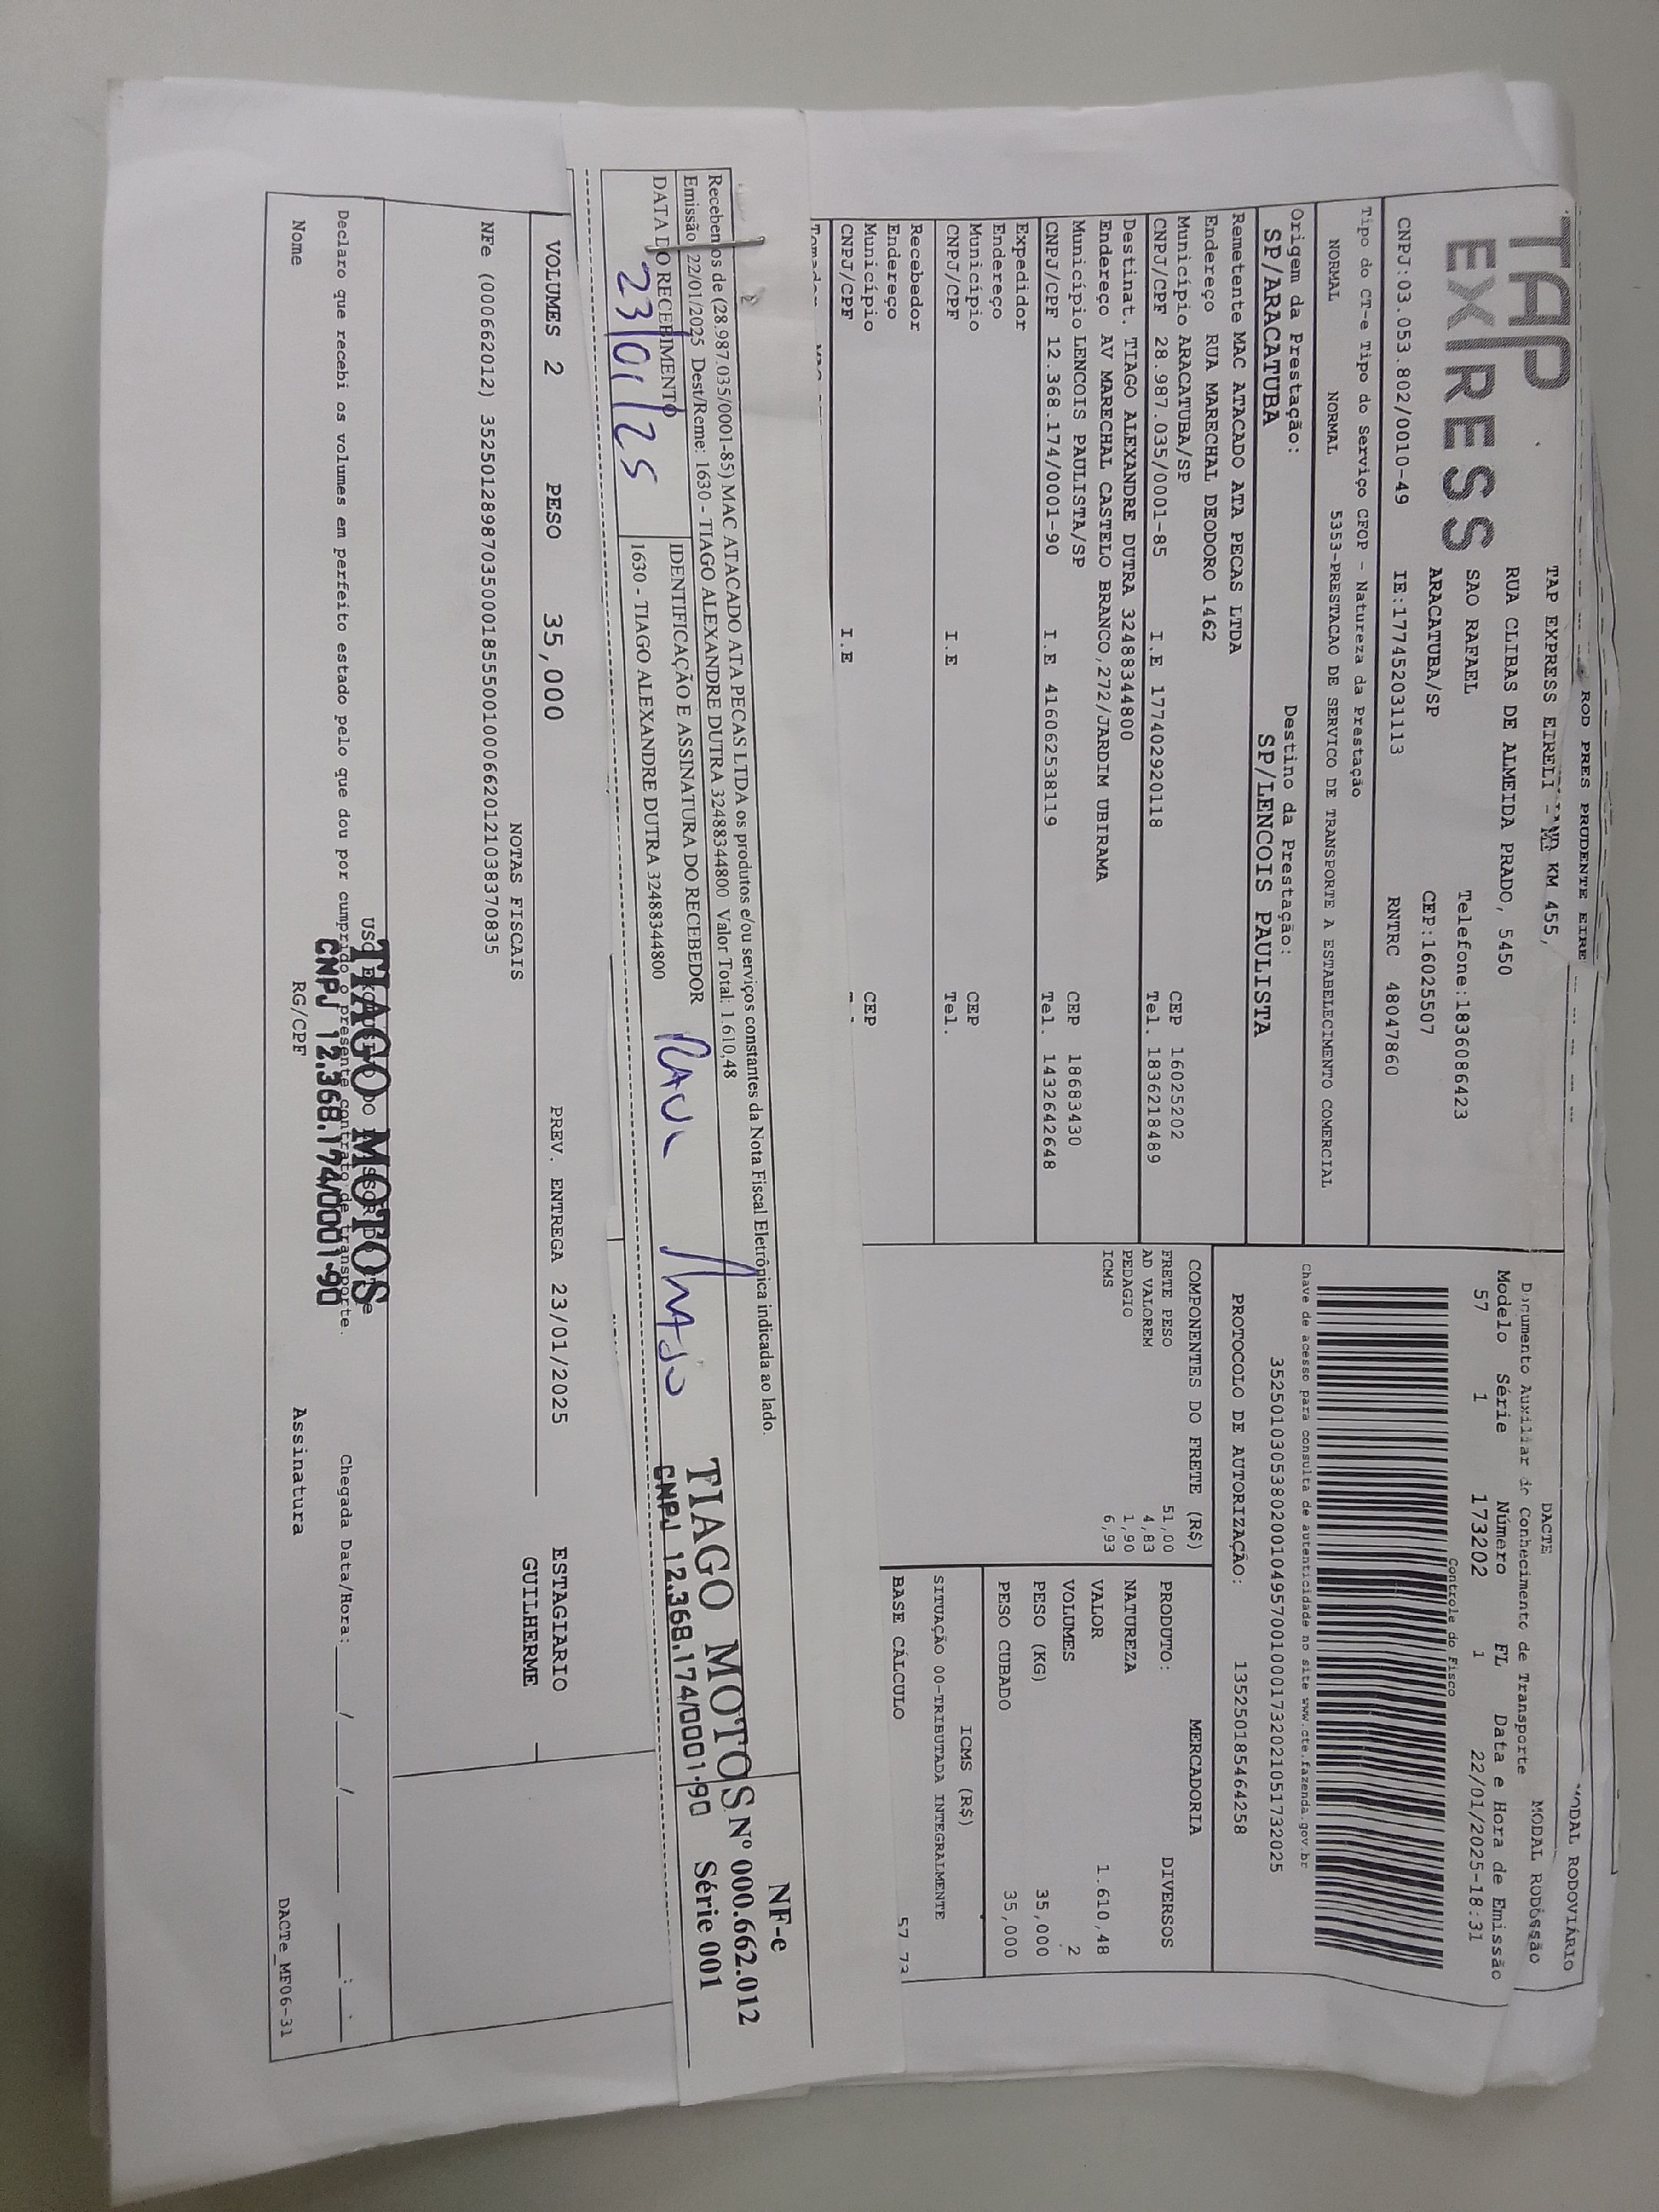 ROD PRES PRUDENTE EIRE
MODAL RODOVIÁRIO
TAP EXPRESS
TAP EXPRESS EIRELI
KM 455,
RUA CLIBAS DE ALMEIDA PRADO, 5450
SAO RAFAEL
Telefone:1836086423
ARACATUBA/SP
CEP:16025507
CNPJ:03.053.802/0010-49 IE:177452031113 RNTRC 48047860
DACTE
Documento Auxiliar de Conhecimento de Transporte
MODAL
Modelo Série Número FL Data e Hora de Emissão
57 1 173202 1 22/01/2025-18:31
Controle do Fisco
Chave de acesso para consulta de autenticidade no site www.cte.fazenda.gov.br
35250103053802001049570010001732021051732025
PROTOCOLO DE AUTORIZAÇÃO: 135250185464258
Tipo do CT-e Tipo do Serviço CFOP - Natureza da Prestação
NORMAL NORMAL 5353-PRESTACAO DE SERVICO DE TRANSPORTE A ESTABELECIMENTO COMERCIAL
Origem da Prestação: Destino da Prestação:
SP/ARACATUBA SP/LENCOIS PAULISTA
Remetente MAC ATACADO ATA PECAS LTDA
Endereço RUA MARECHAL DEODORO 1462
Município ARACATUBA/SP CEP 16025202
CNPJ/CPF 28.987.035/0001-85 I.E 177402920118 Tel. 1836218489
Destinat. TIAGO ALEXANDRE DUTRA 32488344800
Endereço AV MARECHAL CASTELO BRANCO,272/JARDIM UBIRAMA
Município LENCOIS PAULISTA/SP CEP 18683430
CNPJ/CPF 12.368.174/0001-90 I.E 416062538119 Tel. 1432642648
Expedidor
Endereço
Município CEP
CNPJ/CPF I.E Tel.
Recebedor
Endereço
Município CEP
CNPJ/CPF I.E
COMPONENTES DO FRETE (R$)
FRETE PESO 51,00
AD VALOREM 4,83
PEDAGIO 1,90
ICMS 6,93
MERCADORIA
PRODUTO: DIVERSOS
NATUREZA
VALOR 1.610,48
VOLUMES 2
PESO (KG) 35,000
PESO CUBADO 35,000
ICMS (R$)
SITUAÇÃO 00-TRIBUTADA INTEGRALMENTE
BASE CÁLCULO 57,73
Recebemos de (28.987.035/0001-85) MAC ATACADO ATA PECAS LTDA os produtos e/ou serviços constantes da Nota Fiscal Eletrônica indicada ao lado.
Emissão 22/01/2025 Dest/Reme: 1630 - TIAGO ALEXANDRE DUTRA 32488344800 Valor Total: 1.610,48
DATA DO RECEBIMENTO IDENTIFICAÇÃO E ASSINATURA DO RECEBEDOR
1630 - TIAGO ALEXANDRE DUTRA 32488344800
23/01/25
RAUL
TIAGO MOTOS
CNPJ 12.368.174/0001-90
NF-e
Nº 000.662.012
Série 001
VOLUMES 2 PESO 35,000 PREV. ENTREGA 23/01/2025 ESTAGIARIO
GUILHERME
NOTAS FISCAIS
NFe (000662012) 35250128987035000185550010006620121038370835
Declaro que recebi os volumes em perfeito estado pelo que dou por cumprido o presente contrato de transporte. Chegada Data/Hora: ___/___/___ ___:___
TIAGO MOTOS
CNPJ 12.368.174/0001-90
Nome RG/CPF Assinatura
DACTe_MF06-31